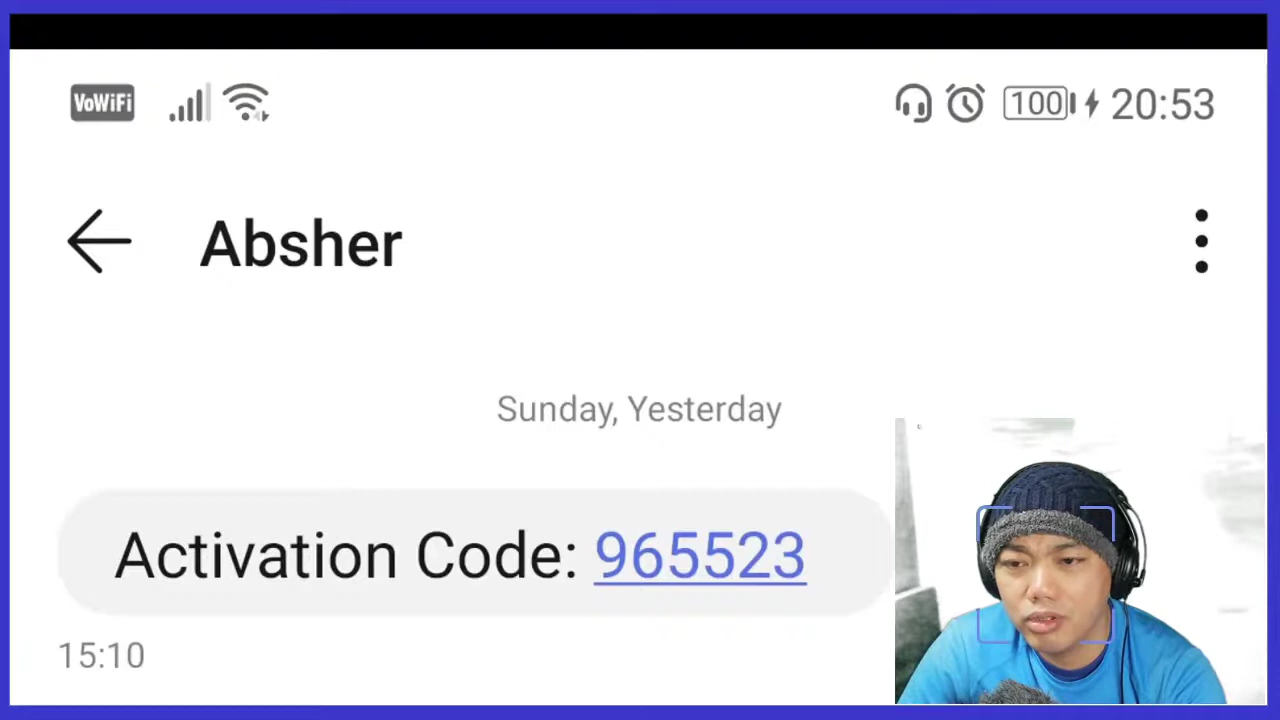 VoWiFi 100 20:53
Absher
Sunday, Yesterday
Activation Code: 965523
15:10